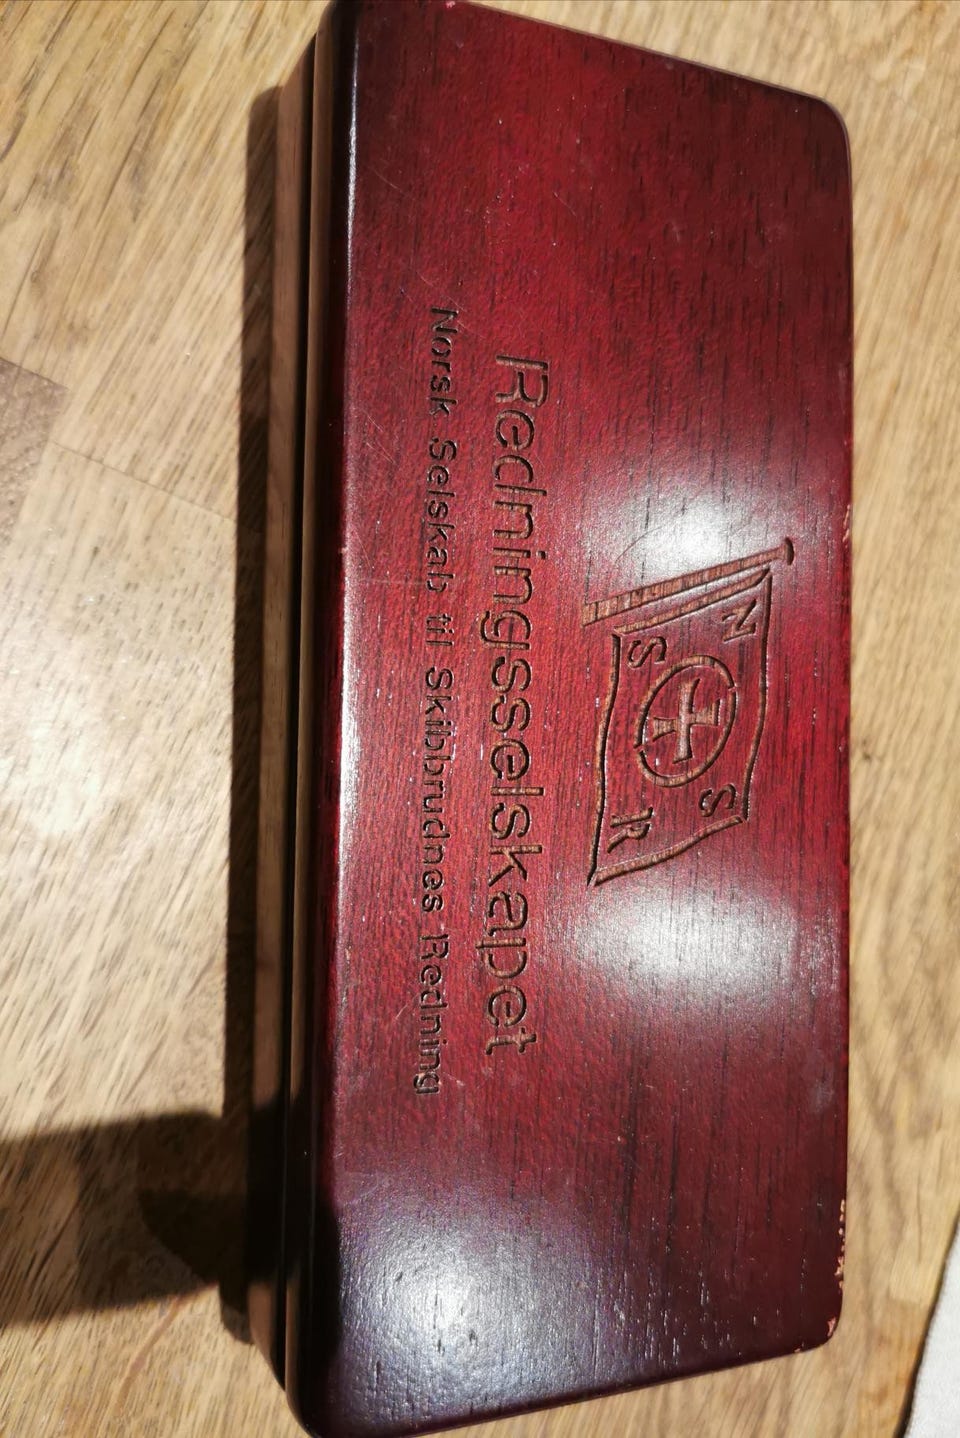 N S
S R
Redningsselskapet
Norsk Selskab til Skibbrudnes Redning